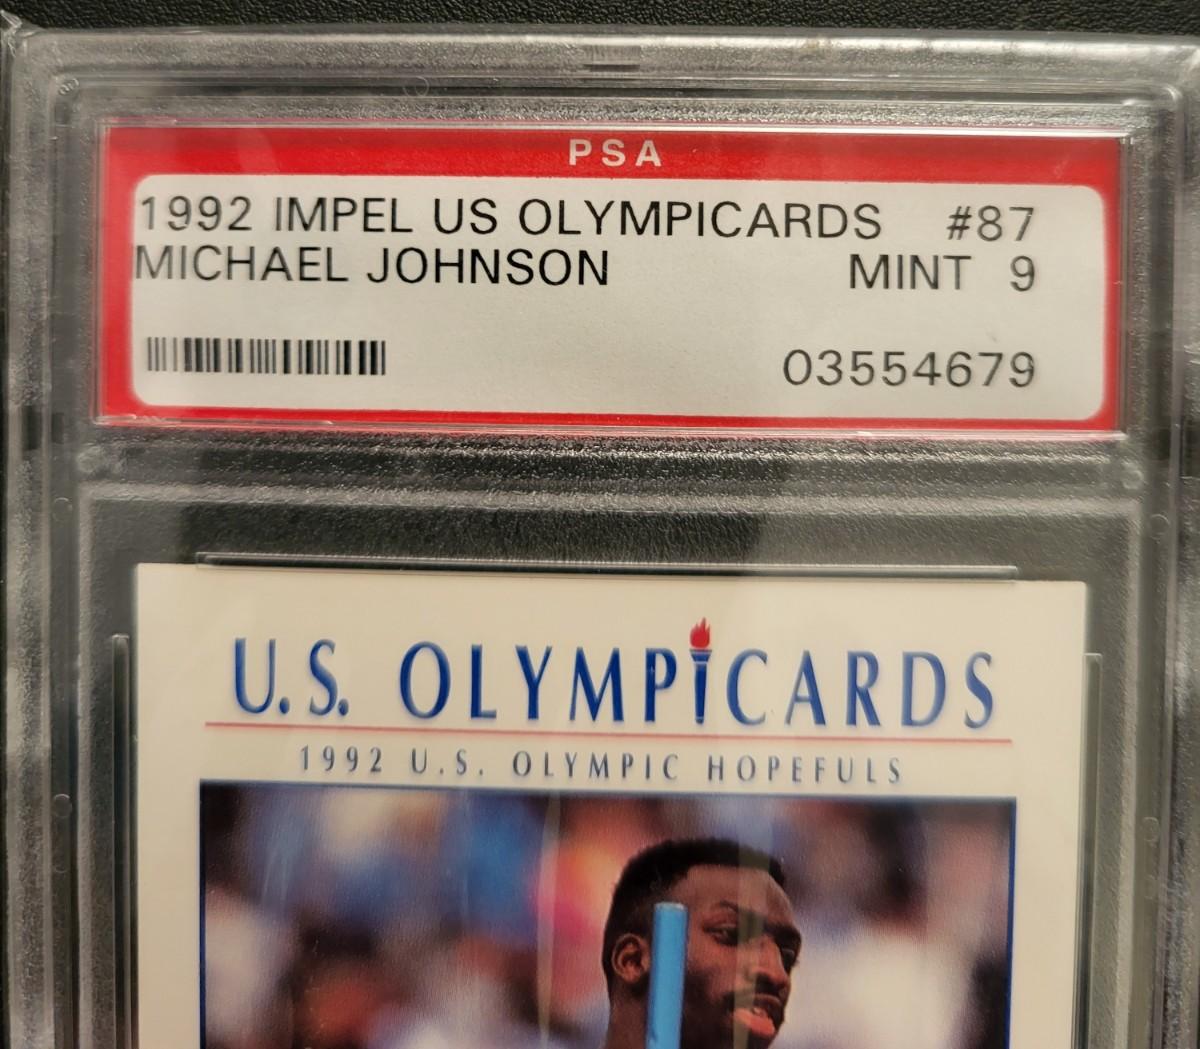 PSA
1992 IMPEL US OLYMPICARDS #87
MICHAEL JOHNSON MINT 9
03554679
U.S. OLYMPICARDS
1992 U.S. OLYMPIC HOPEFULS